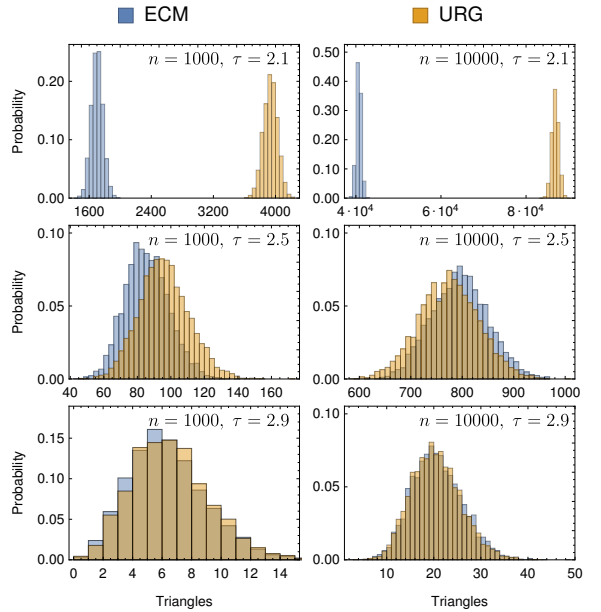 ECM URG
n = 1000, τ = 2.1
n = 10000, τ = 2.1
Probability
0.20
0.10
0.00
1600 2400 3200 4000
0.50
0.40
0.30
0.20
0.10
0.00
4 · 10⁴ 6 · 10⁴ 8 · 10⁴
n = 1000, τ = 2.5
n = 10000, τ = 2.5
Probability
0.10
0.05
0.00
40 60 80 100 120 140 160
0.10
0.05
0.00
600 700 800 900 1000
n = 1000, τ = 2.9
n = 10000, τ = 2.9
Probability
0.15
0.10
0.05
0.00
0 2 4 6 8 10 12 14
Triangles
0.10
0.05
0.00
10 20 30 40 50
Triangles